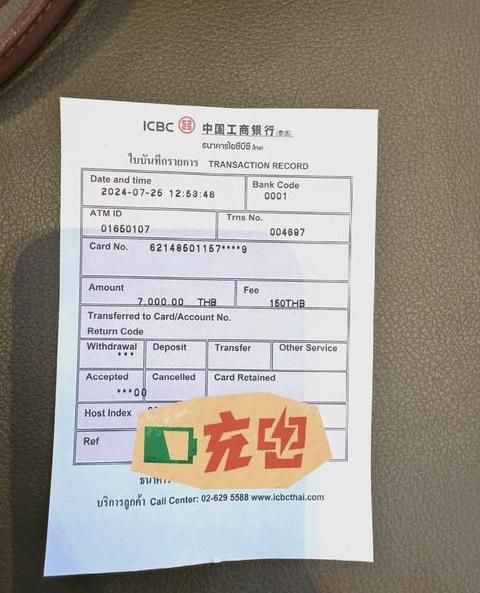 ICBC 中国工商银行(泰国)
ธนาคารไอซีบีซี (ไทย)
ใบบันทึกรายการ TRANSACTION RECORD
Date and time
2024-07-25 12:53:46
Bank Code
0001
ATM ID
01650107
Trns No.
004697
Card No. 62148501157****9
Amount
7,000.00 THB
Fee
150THB
Transferred to Card/Account No.
Return Code
Withdrawal Deposit Transfer Other Service
***
Accepted Cancelled Card Retained
***00
Host Index
Ref
充电
บริการลูกค้า Call Center: 02-629 5588 www.icbcthai.com